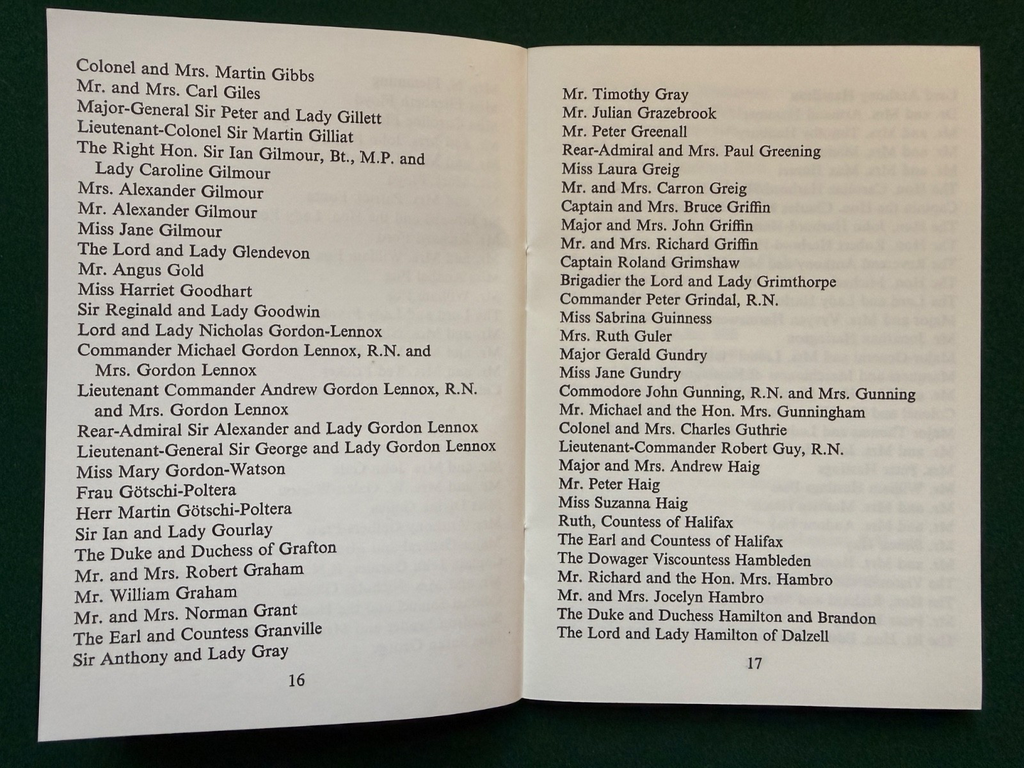 Colonel and Mrs. Martin Gibbs
Mr. and Mrs. Carl Giles
Major-General Sir Peter and Lady Gillett
Lieutenant-Colonel Sir Martin Gilliat
The Right Hon. Sir Ian Gilmour, Bt., M.P. and
Lady Caroline Gilmour
Mrs. Alexander Gilmour
Mr. Alexander Gilmour
Miss Jane Gilmour
The Lord and Lady Glendevon
Mr. Angus Gold
Miss Harriet Goodhart
Sir Reginald and Lady Goodwin
Lord and Lady Nicholas Gordon-Lennox
Commander Michael Gordon Lennox, R.N. and
Mrs. Gordon Lennox
Lieutenant Commander Andrew Gordon Lennox, R.N.
and Mrs. Gordon Lennox
Rear-Admiral Sir Alexander and Lady Gordon Lennox
Lieutenant-General Sir George and Lady Gordon Lennox
Miss Mary Gordon-Watson
Frau Götschi-Poltera
Herr Martin Götschi-Poltera
Sir Ian and Lady Gourlay
The Duke and Duchess of Grafton
Mr. and Mrs. Robert Graham
Mr. William Graham
Mr. and Mrs. Norman Grant
The Earl and Countess Granville
Sir Anthony and Lady Gray
16
Mr. Timothy Gray
Mr. Julian Grazebrook
Mr. Peter Greenall
Rear-Admiral and Mrs. Paul Greening
Miss Laura Greig
Mr. and Mrs. Carron Greig
Captain and Mrs. Bruce Griffin
Major and Mrs. John Griffin
Mr. and Mrs. Richard Griffin
Captain Roland Grimshaw
Brigadier the Lord and Lady Grimthorpe
Commander Peter Grindal, R.N.
Miss Sabrina Guinness
Mrs. Ruth Guler
Major Gerald Gundry
Miss Jane Gundry
Commodore John Gunning, R.N. and Mrs. Gunning
Mr. Michael and the Hon. Mrs. Gunningham
Colonel and Mrs. Charles Guthrie
Lieutenant-Commander Robert Guy, R.N.
Major and Mrs. Andrew Haig
Mr. Peter Haig
Miss Suzanna Haig
Ruth, Countess of Halifax
The Earl and Countess of Halifax
The Dowager Viscountess Hambleden
Mr. Richard and the Hon. Mrs. Hambro
Mr. and Mrs. Jocelyn Hambro
The Duke and Duchess Hamilton and Brandon
The Lord and Lady Hamilton of Dalzell
17